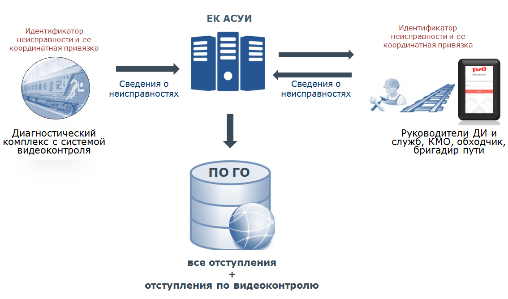 ЕК АСУИ
Идентификатор
неисправности и ее
координатная привязка
Идентификатор
неисправности и ее
координатная привязка
Сведения о
неисправностях
Сведения о
неисправностях
Диагностический
комплекс с системой
видеоконтроля
Руководители ДИ и
служб, КМО, обходчик,
бригадир пути
ПО ГО
все отступления
+
отступления по видеоконтролю